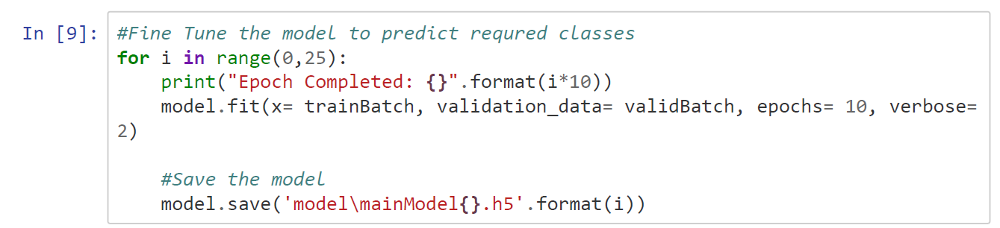 In [9]: #Fine Tune the model to predict requred classes
for i in range(0,25):
    print("Epoch Completed: {}".format(i*10))
    model.fit(x= trainBatch, validation_data= validBatch, epochs= 10, verbose=
2)

    #Save the model
    model.save('model\mainModel{}.h5'.format(i))